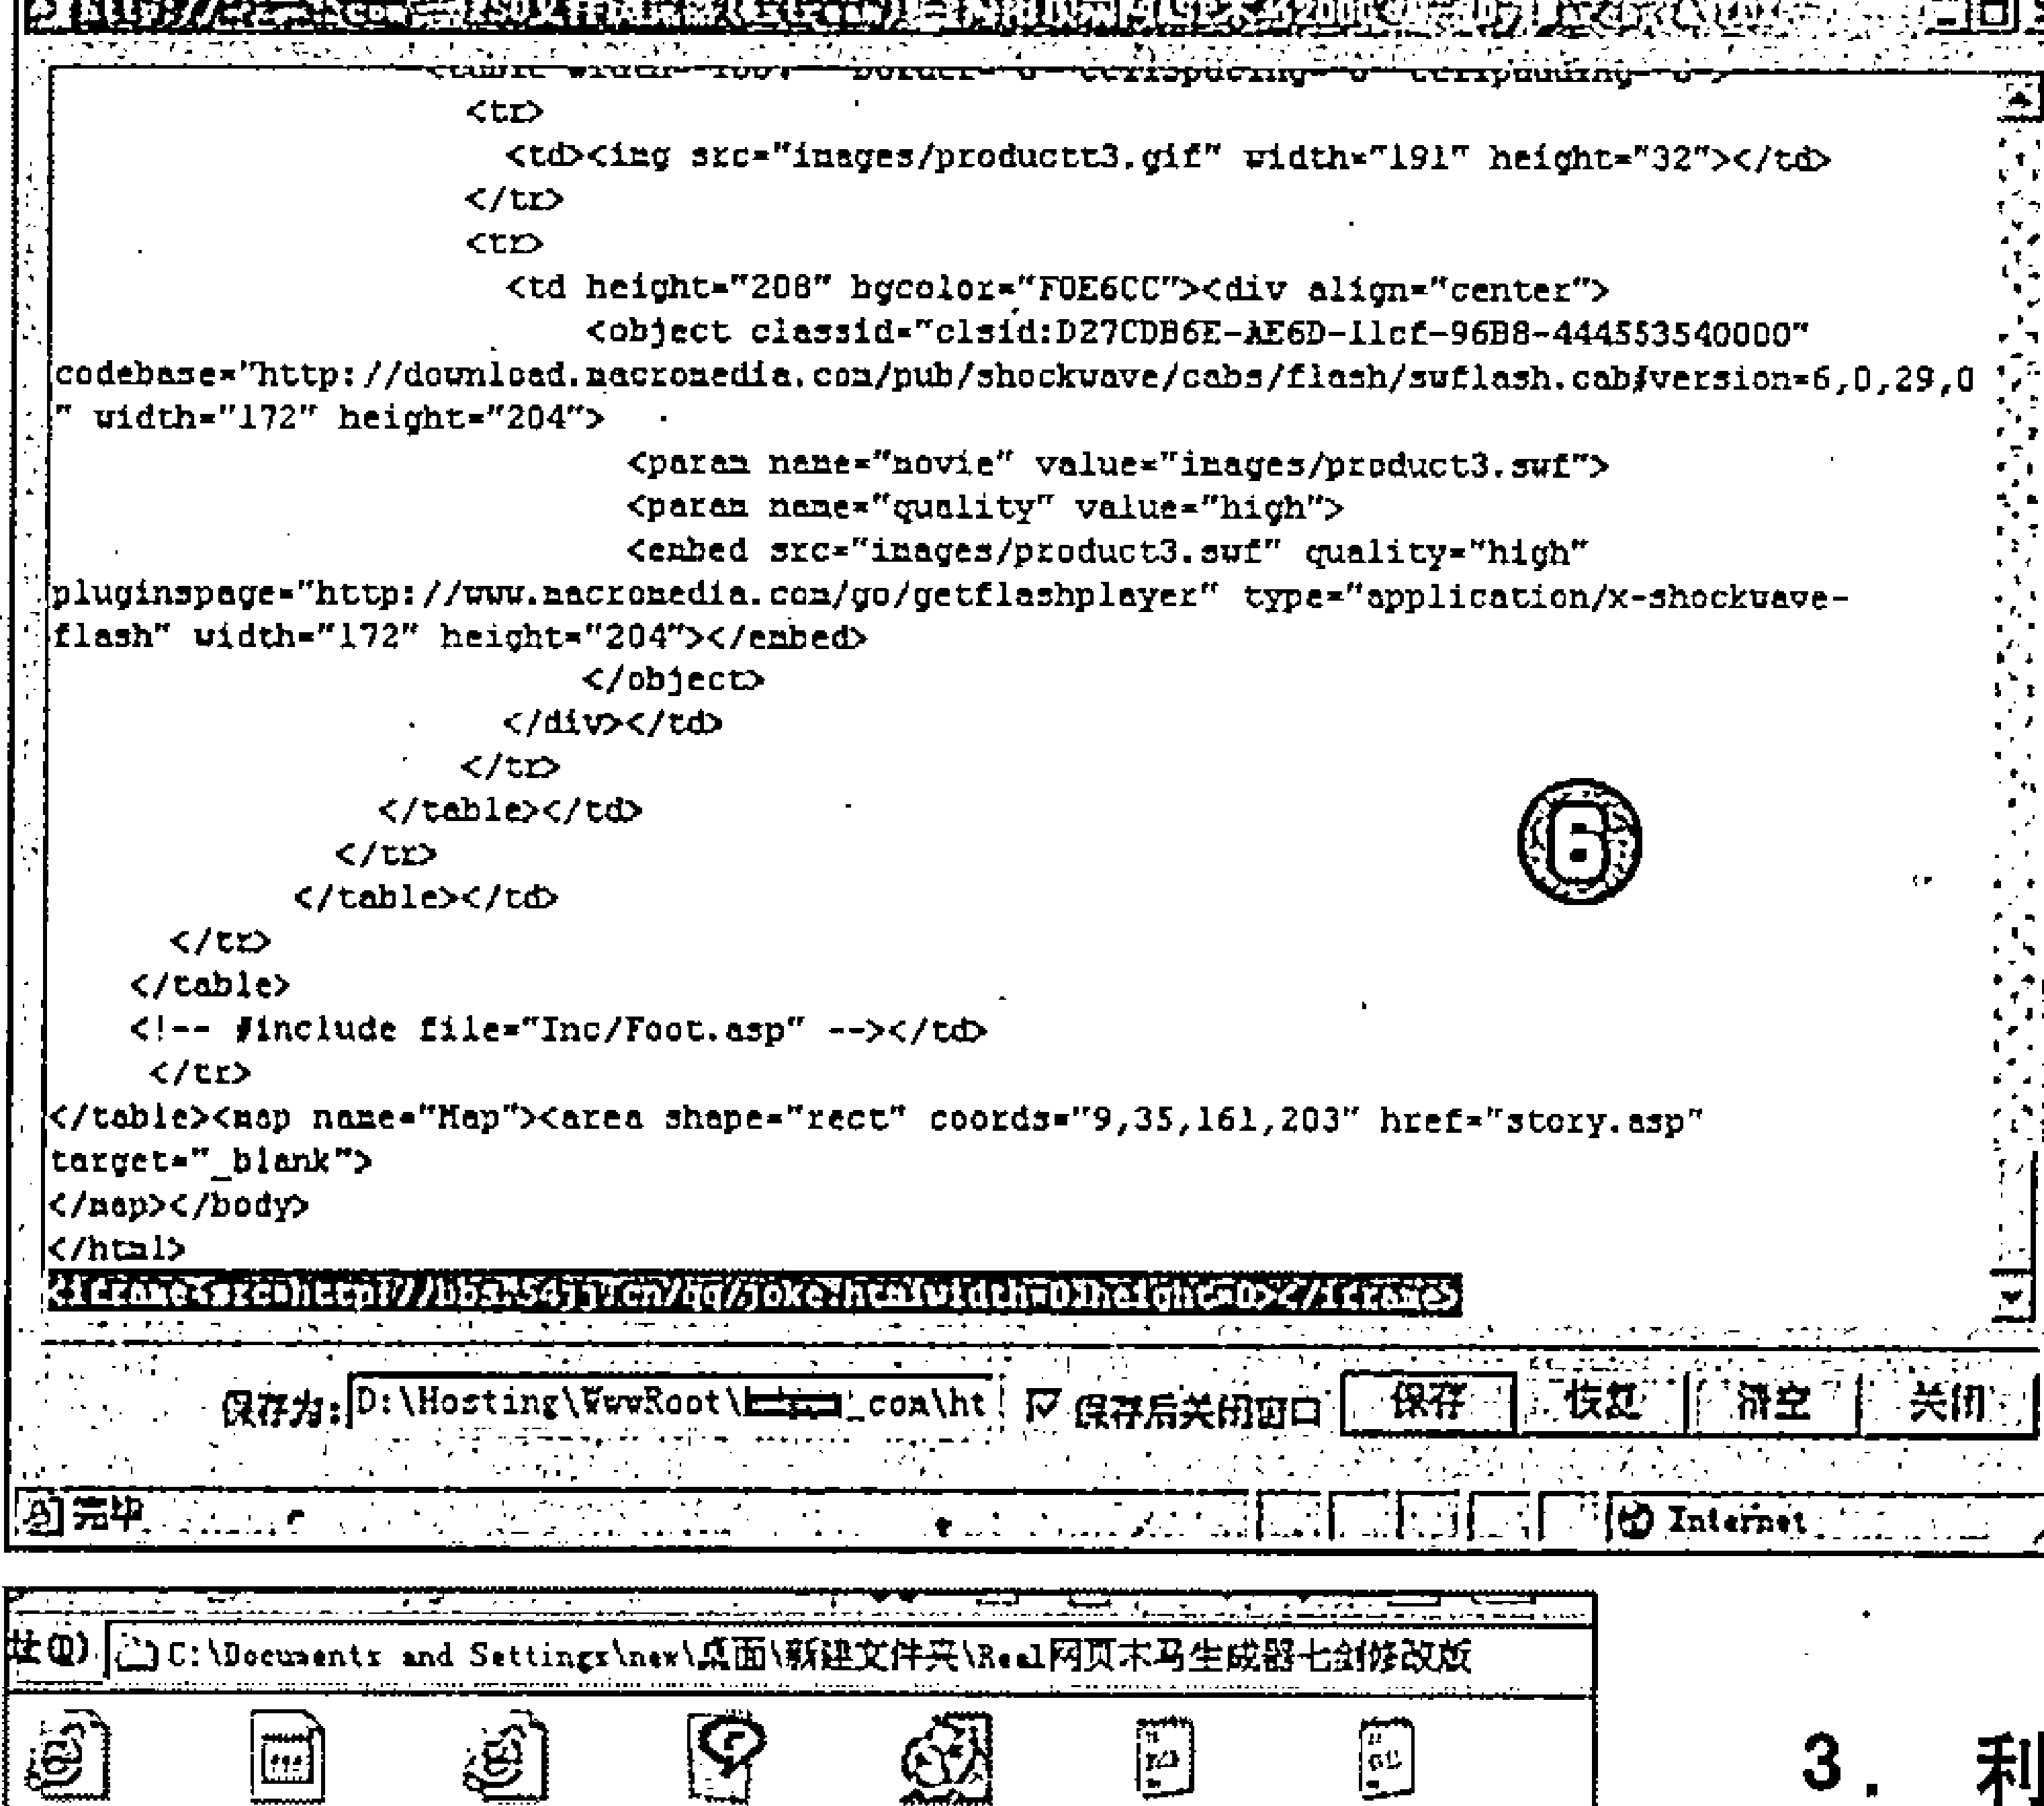 <tr>
<td><img src="images/productt3.gif" width="191" height="32"></td>
</tr>
<tr>
<td height="208" bgcolor="F0E6CC"><div align="center">
<object classid="clsid:D27CDB6E-AE6D-11cf-96B8-444553540000"
codebase="http://download.macromedia.com/pub/shockwave/cabs/flash/swflash.cab#version=6,0,29,0
" width="172" height="204">
<param name="movie" value="images/product3.swf">
<param name="quality" value="high">
<embed src="images/product3.swf" quality="high"
pluginspage="http://www.macromedia.com/go/getflashplayer" type="application/x-shockwave-
flash" width="172" height="204"></embed>
</object>
</div></td>
</tr>
</table></td>
</tr>
</table></td>
6
</tr>
</table>
<!-- #include file="Inc/Foot.asp" --></td>
</tr>
</table><map name="Map"><area shape="rect" coords="9,35,161,203" href="story.asp"
target="_blank">
</map></body>
</html>
保存为: D:\Hosting\WwwRoot\ _com\ht 保存后关闭窗口 保存 恢复 清空 关闭
完毕 Internet
址(D) C:\Documents and Settings\new\桌面\新建文件夹\Real网页木马生成器七剑修改版
3. 利